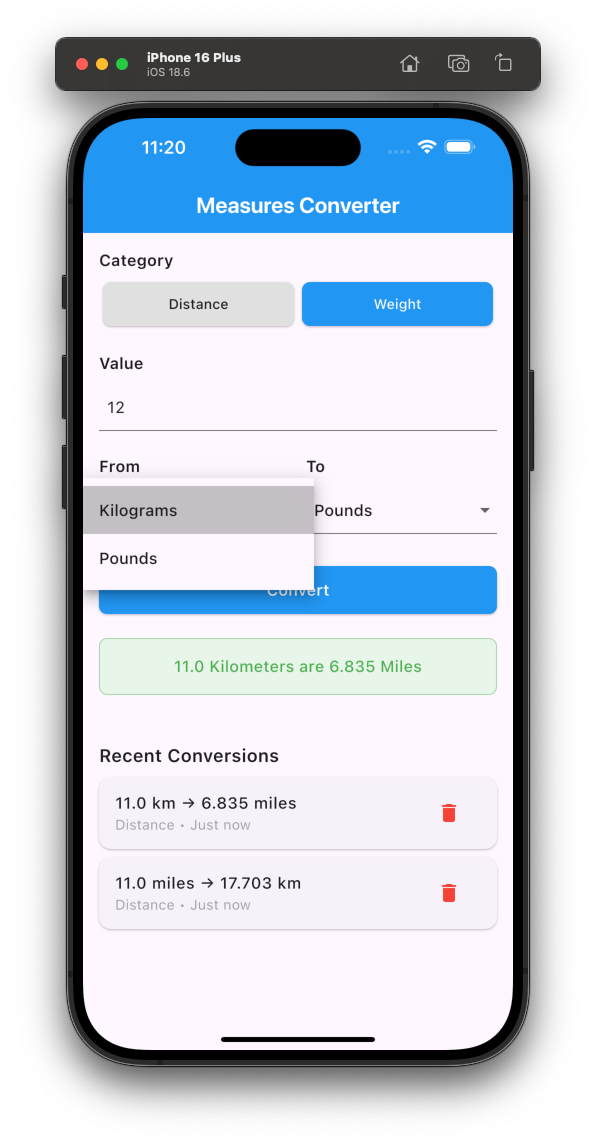 iPhone 16 Plus
iOS 18.6
11:20
Measures Converter
Category
Distance Weight
Value
12
From To
Kilograms Pounds
Pounds
Convert
11.0 Kilometers are 6.835 Miles
Recent Conversions
11.0 km → 6.835 miles
Distance • Just now
11.0 miles → 17.703 km
Distance • Just now